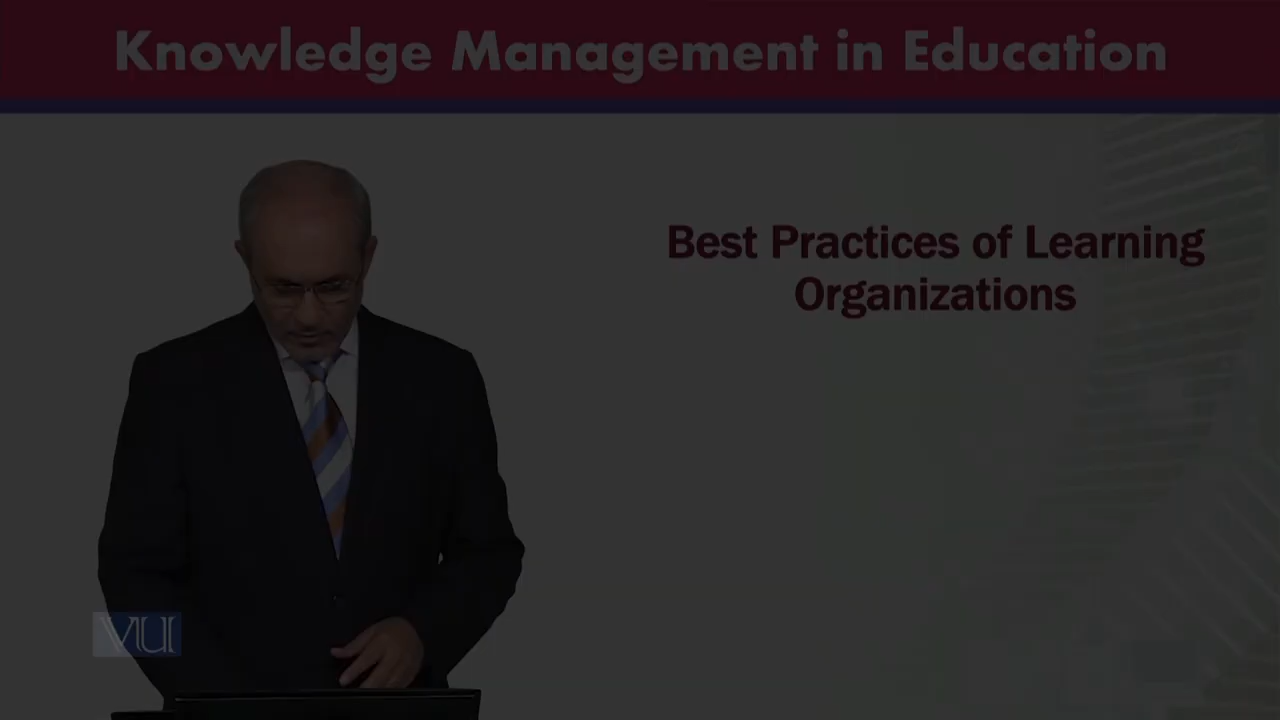 Knowledge Management in Education
Best Practices of Learning
Organizations
VU